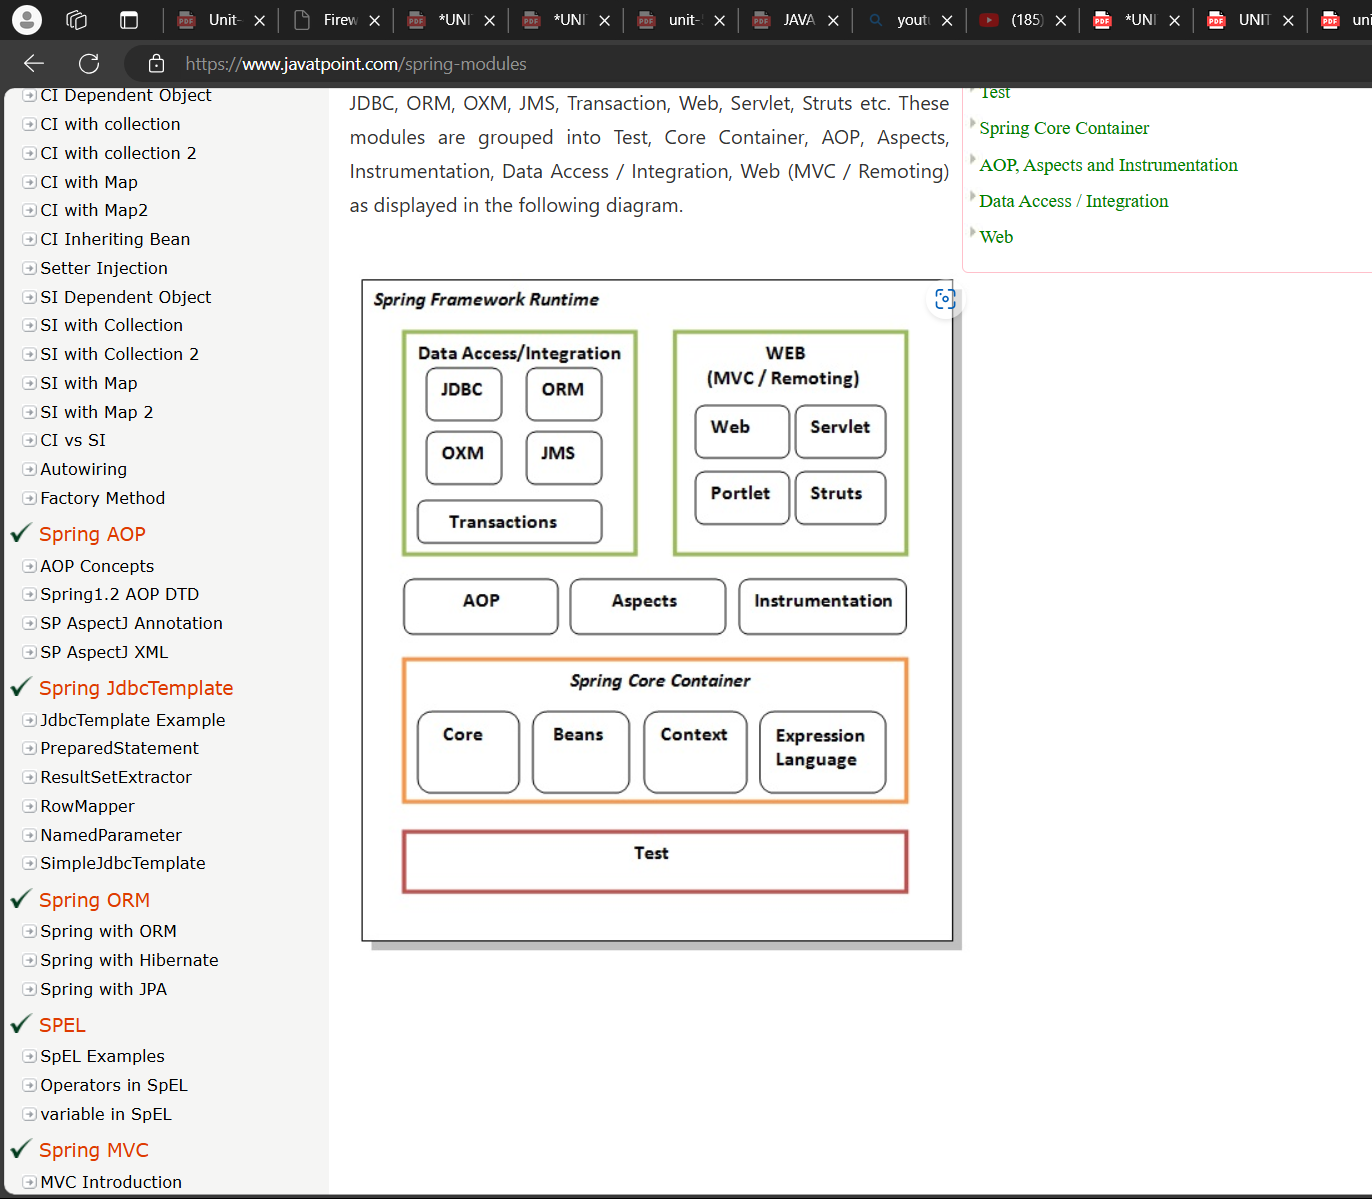 Unit-
Firew
*UNI
*UNI
unit-
JAVA
yout
(185)
*UNI
UNIT
uni
https://www.javatpoint.com/spring-modules
CI Dependent Object
CI with collection
CI with collection 2
CI with Map
CI with Map2
CI Inheriting Bean
Setter Injection
SI Dependent Object
SI with Collection
SI with Collection 2
SI with Map
SI with Map 2
CI vs SI
Autowiring
Factory Method
Spring AOP
AOP Concepts
Spring1.2 AOP DTD
SP AspectJ Annotation
SP AspectJ XML
Spring JdbcTemplate
JdbcTemplate Example
PreparedStatement
ResultSetExtractor
RowMapper
NamedParameter
SimpleJdbcTemplate
Spring ORM
Spring with ORM
Spring with Hibernate
Spring with JPA
SPEL
SpEL Examples
Operators in SpEL
variable in SpEL
Spring MVC
MVC Introduction
JDBC, ORM, OXM, JMS, Transaction, Web, Servlet, Struts etc. These
modules are grouped into Test, Core Container, AOP, Aspects,
Instrumentation, Data Access / Integration, Web (MVC / Remoting)
as displayed in the following diagram.
Spring Framework Runtime
Data Access/Integration
JDBC
ORM
OXM
JMS
Transactions
WEB
(MVC / Remoting)
Web
Servlet
Portlet
Struts
AOP
Aspects
Instrumentation
Spring Core Container
Core
Beans
Context
Expression
Language
Test
Test
Spring Core Container
AOP, Aspects and Instrumentation
Data Access / Integration
Web